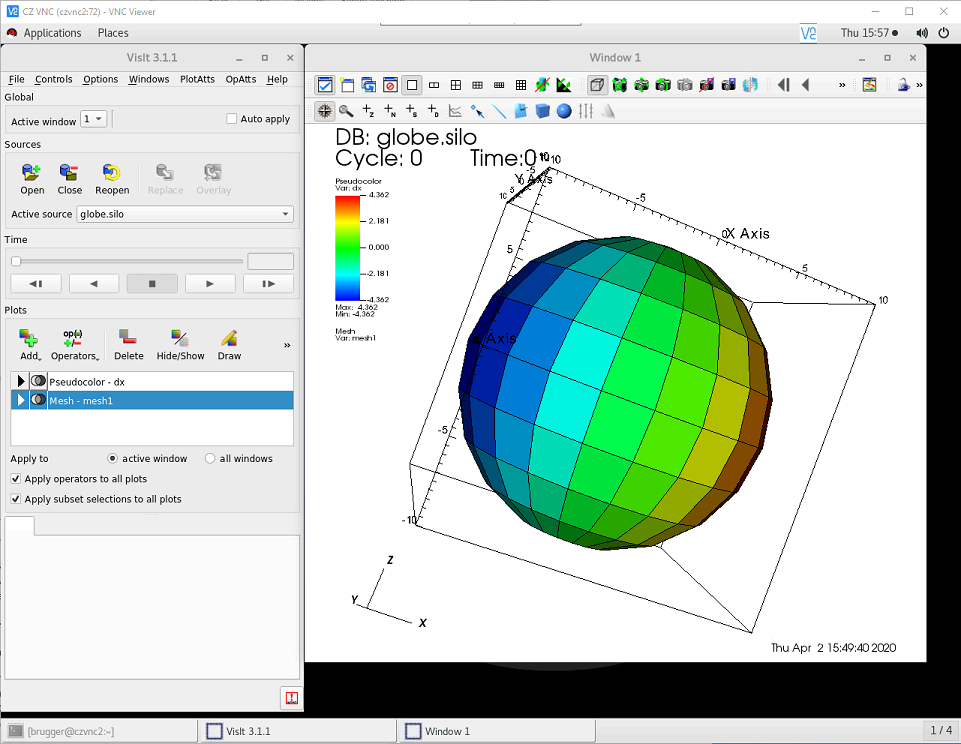 CZ VNC (czvnc2:72) - VNC Viewer
Applications Places
Thu 15:57
VisIt 3.1.1
Window 1
File Controls Options Windows PlotAtts OpAtts Help
Global
Active window 1 Auto apply
Sources
Open Close Reopen Replace Overlay
Active source globe.silo
Time
Plots
op(+)
Add Operators Delete Hide/Show Draw
»
Pseudocolor - dx
Mesh - mesh1
Apply to active window all windows
Apply operators to all plots
Apply subset selections to all plots
»
»
DB: globe.silo
Cycle: 0 Time:0
Pseudocolor
Var: dx
4.362
2.181
0.000
-2.181
-4.362
Max: 4.362
Min: -4.362
Mesh
Var: mesh1
10
10
-5
0
5
10
Y Axis
-5
0
X Axis
5
10
5
Axis
-5
-10
Z
Y
X
Thu Apr 2 15:49:40 2020
[brugger@czvnc2:~]
VisIt 3.1.1
Window 1
1 / 4